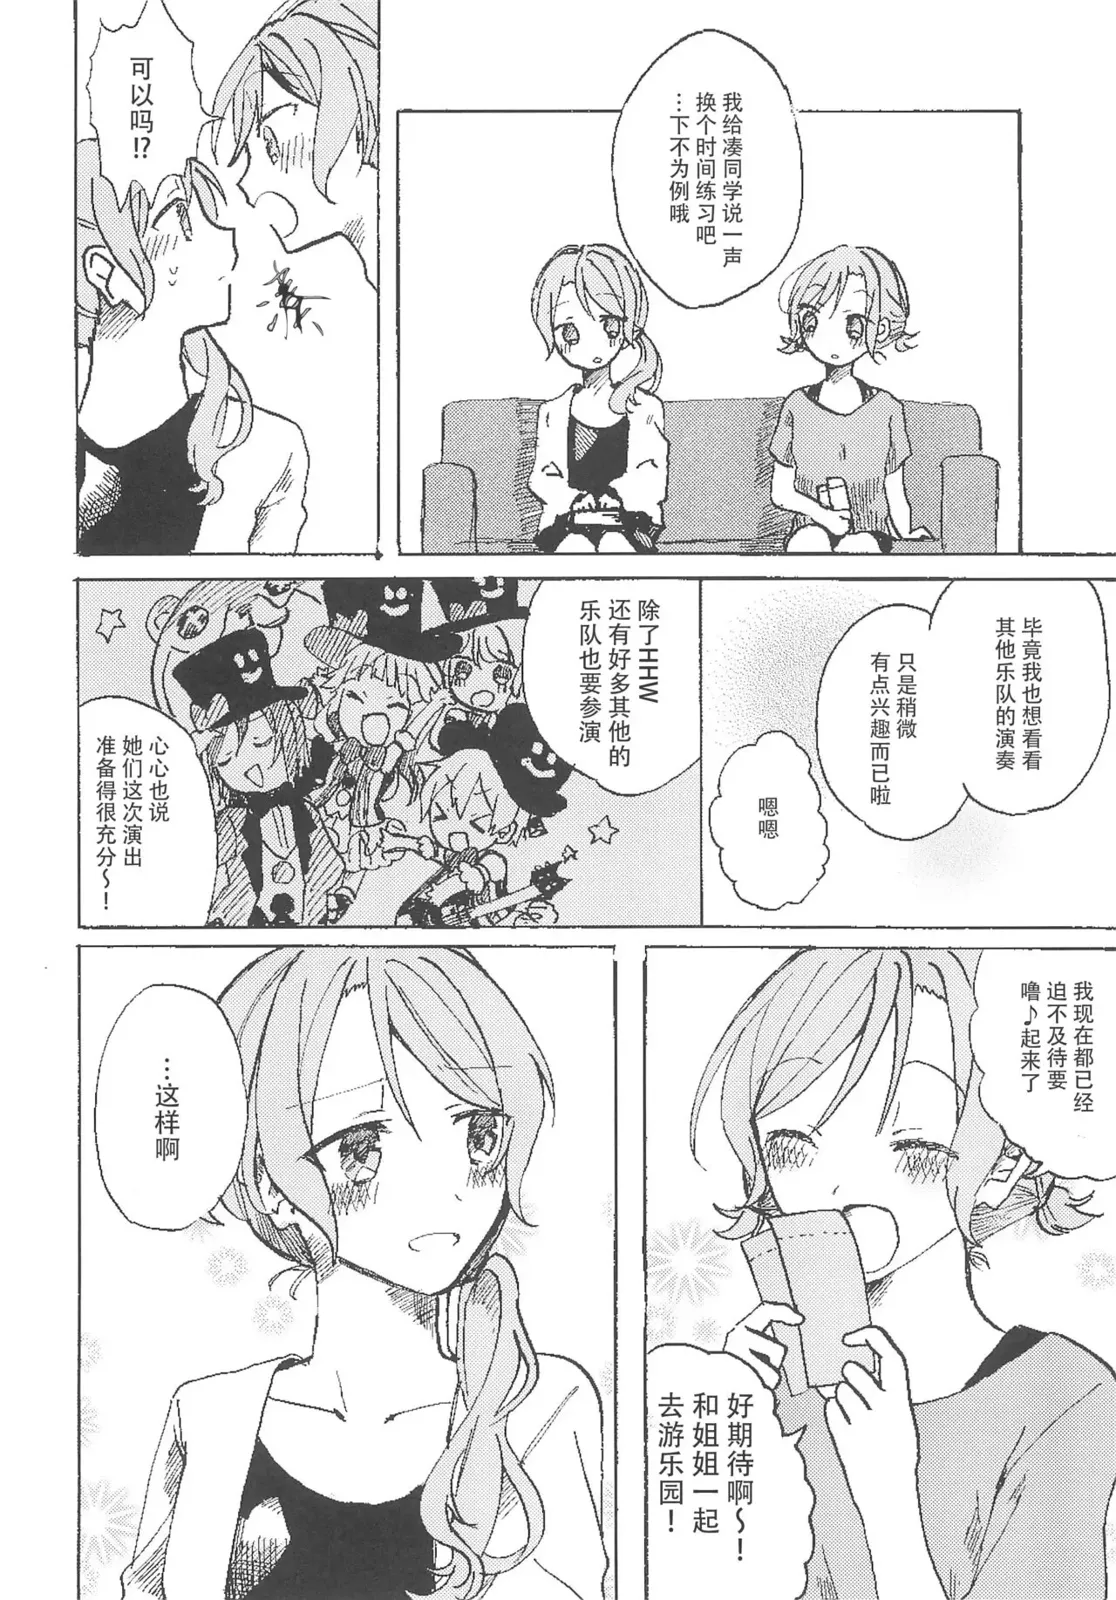 我给凑同学说一声
换个时间练习吧
…下不为例哦
可以吗!?
毕竟我也想看看
其他乐队的演奏
只是稍微
有点兴趣而已啦
嗯嗯
除了HHW
还有好多其他的
乐队也要参演
心心也说
她们这次演出
准备得很充分～！
我现在都已经
迫不及待要
噜♪起来了
好期待啊～！
和姐姐一起
去游乐园！
…这样啊